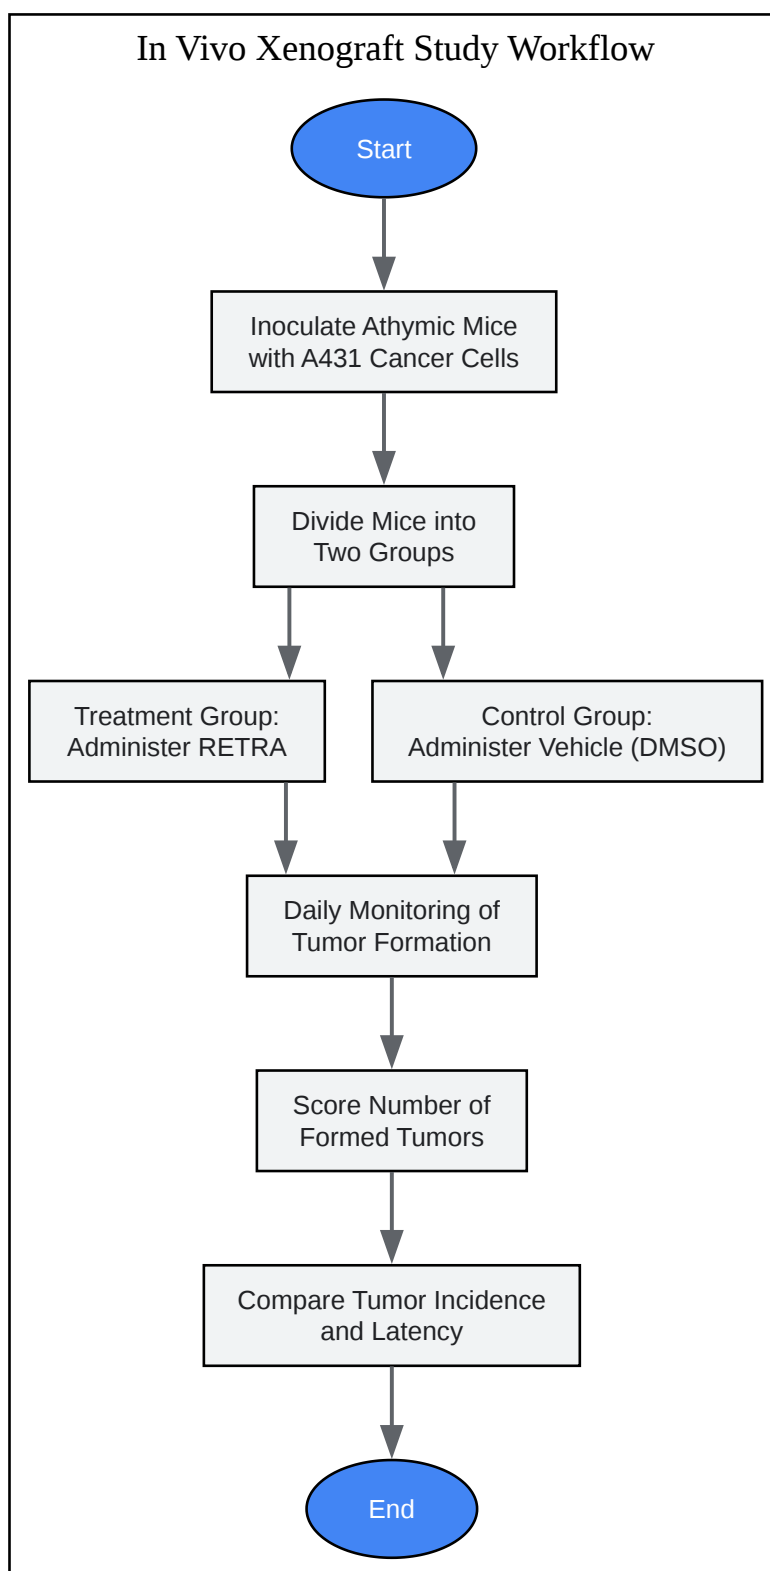 In Vivo Xenograft Study Workflow
Start
Inoculate Athymic Mice
with A431 Cancer Cells
Divide Mice into
Two Groups
Treatment Group:
Administer RETRA
Control Group:
Administer Vehicle (DMSO)
Daily Monitoring of
Tumor Formation
Score Number of
Formed Tumors
Compare Tumor Incidence
and Latency
End